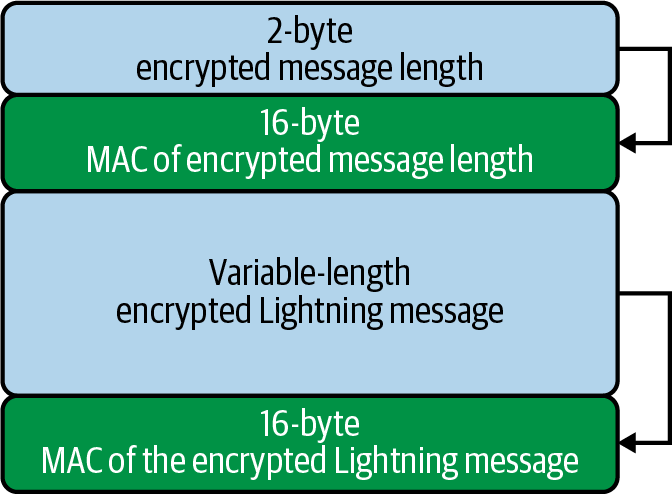 2-byte
encrypted message length
16-byte
MAC of encrypted message length
Variable-length
encrypted Lightning message
16-byte
MAC of the encrypted Lightning message